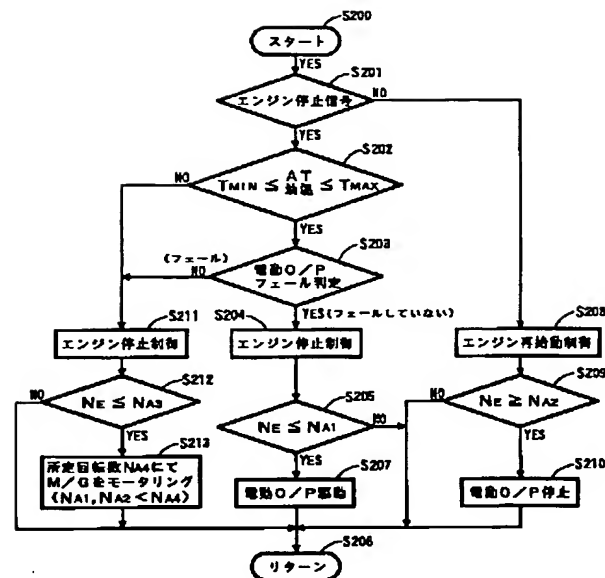 S200
スタート
YES
S201
エンジン停止信号
NO
YES
S202
NO
TMIN ≦ AT油温 ≦ TMAX
YES
S203
(フェール)
NO
電動O/P
フェール判定
S211
S204
YES(フェールしていない)
S208
エンジン停止制御
エンジン停止制御
エンジン再始動制御
S212
S205
S209
NO
NE ≦ NA3
NE ≦ NA1
NO
NO
NE ≧ NA2
YES
S213
YES
S207
YES
S210
所定回転数NA4にて
M/Gをモータリング
(NA1,NA2<NA4)
電動O/P駆動
電動O/P停止
S206
リターン